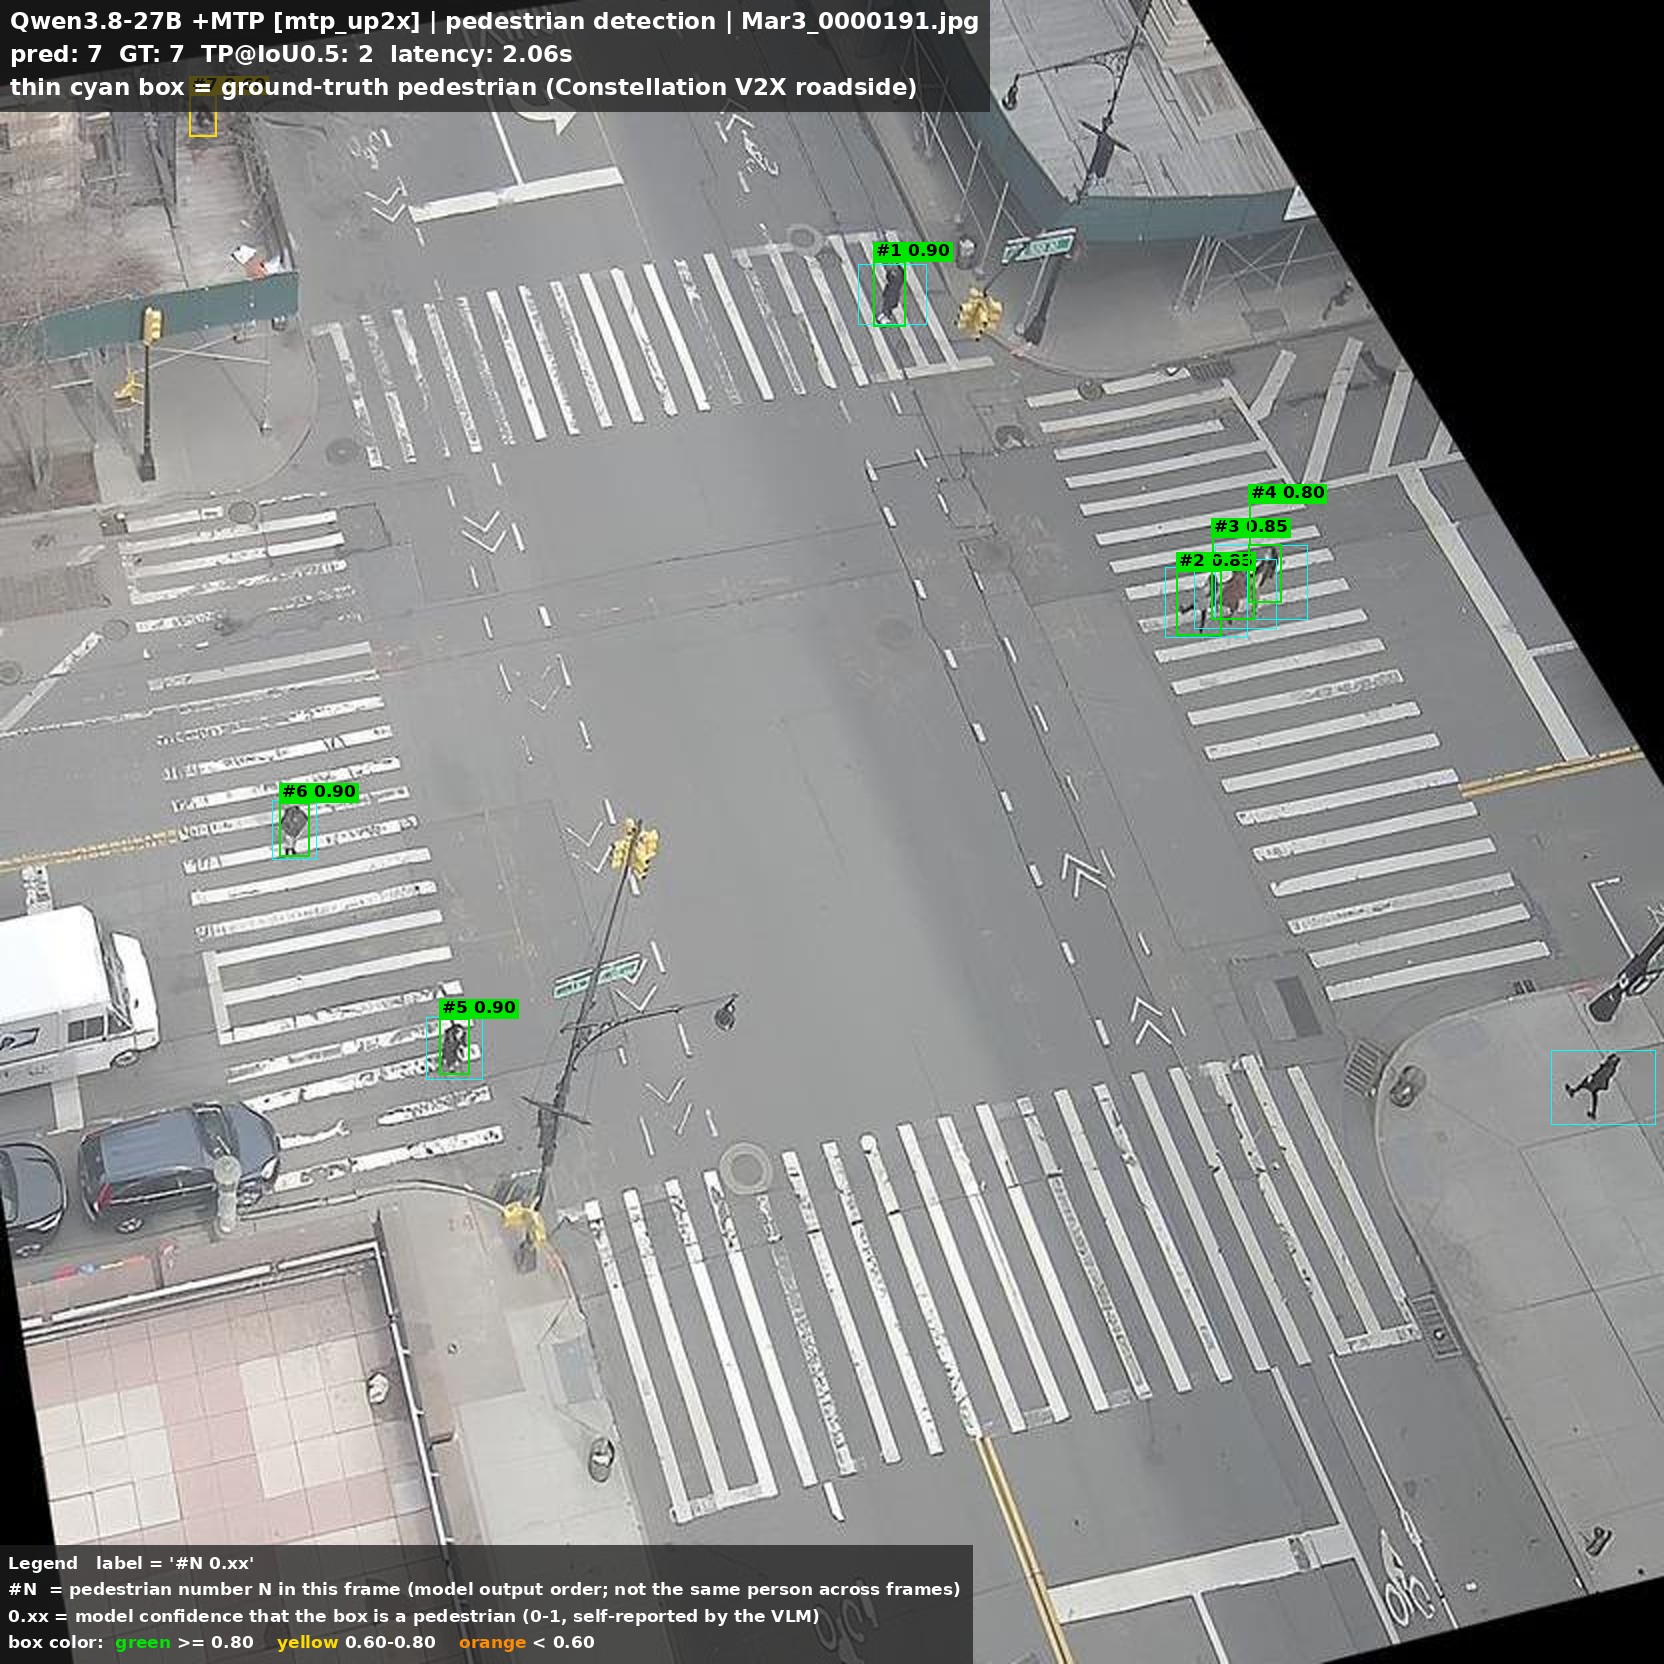 Qwen3.8-27B +MTP [mtp_up2x] | pedestrian detection | Mar3_0000191.jpg
pred: 7  GT: 7  TP@IoU0.5: 2  latency: 2.06s
thin cyan box = ground-truth pedestrian (Constellation V2X roadside)
#1 0.90
#4 0.80
#3 0.85
#2 0.85
#6 0.90
#5 0.90
Legend   label = '#N 0.xx'
#N  = pedestrian number N in this frame (model output order; not the same person across frames)
0.xx = model confidence that the box is a pedestrian (0-1, self-reported by the VLM)
box color:  green >= 0.80    yellow 0.60-0.80    orange < 0.60